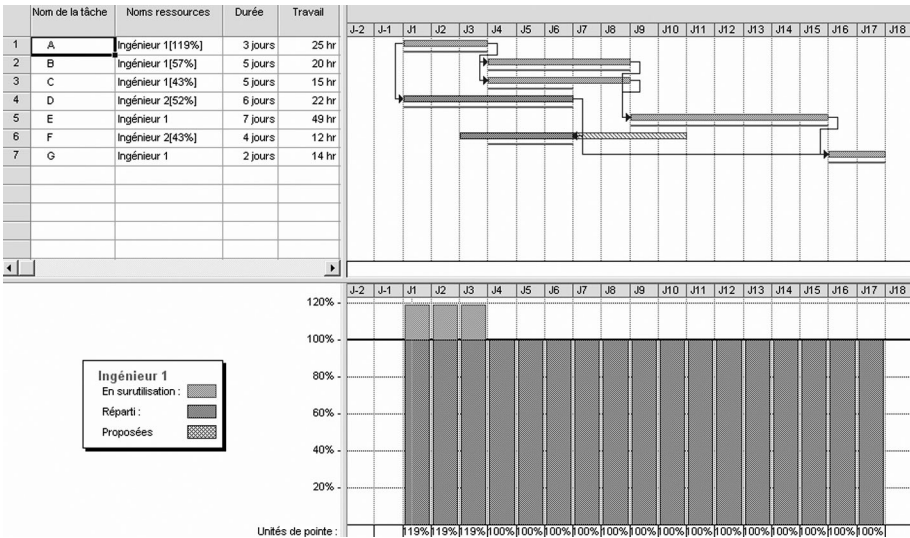 Nom de la tâche Noms ressources Durée Travail
J-2 J-1 J1 J2 J3 J4 J5 J6 J7 J8 J9 J10 J11 J12 J13 J14 J15 J16 J17 J18
1 A Ingénieur 1[119%] 3 jours 25 hr
2 B Ingénieur 1[57%] 5 jours 20 hr
3 C Ingénieur 1[43%] 5 jours 15 hr
4 D Ingénieur 2[52%] 6 jours 22 hr
5 E Ingénieur 1 7 jours 49 hr
6 F Ingénieur 2[43%] 4 jours 12 hr
7 G Ingénieur 1 2 jours 14 hr
J-2 J-1 J1 J2 J3 J4 J5 J6 J7 J8 J9 J10 J11 J12 J13 J14 J15 J16 J17 J18
120%
100%
80%
60%
40%
20%
Ingénieur 1
En surutilisation :
Réparti :
Proposées
Unités de pointe : 119% 119% 119% 100% 100% 100% 100% 100% 100% 100% 100% 100% 100% 100% 100% 100% 100%